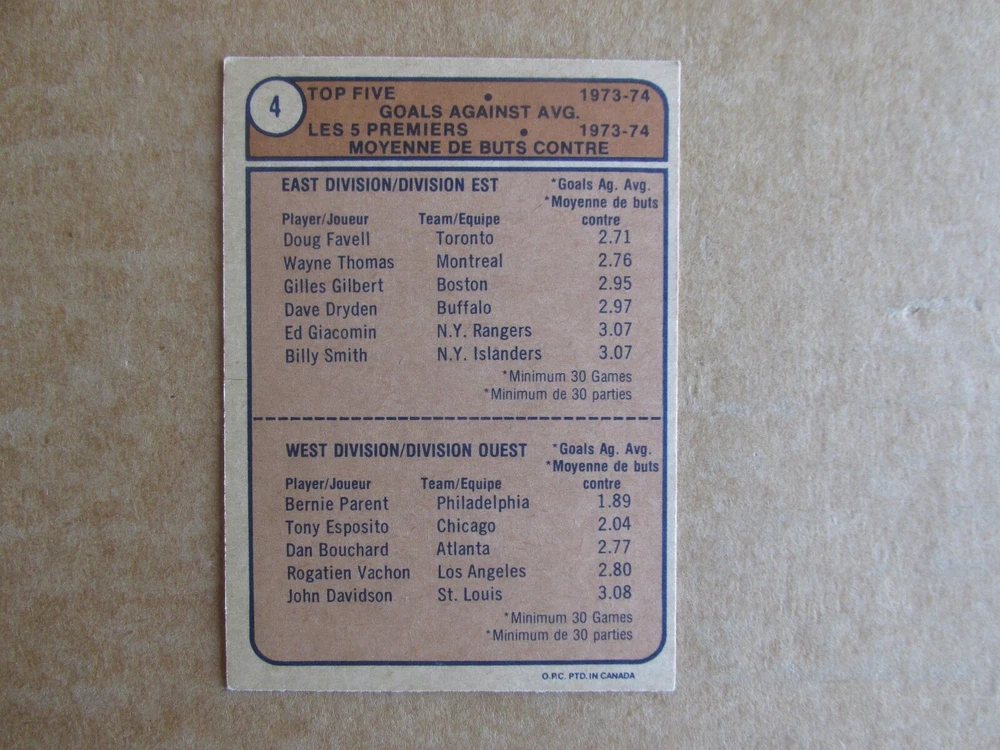 4
TOP FIVE • 1973-74
GOALS AGAINST AVG.
LES 5 PREMIERS • 1973-74
MOYENNE DE BUTS CONTRE
EAST DIVISION/DIVISION EST *Goals Ag. Avg.
*Moyenne de buts
Player/Joueur Team/Equipe contre
Doug Favell Toronto 2.71
Wayne Thomas Montreal 2.76
Gilles Gilbert Boston 2.95
Dave Dryden Buffalo 2.97
Ed Giacomin N.Y. Rangers 3.07
Billy Smith N.Y. Islanders 3.07
*Minimum 30 Games
*Minimum de 30 parties
WEST DIVISION/DIVISION OUEST *Goals Ag. Avg.
*Moyenne de buts
Player/Joueur Team/Equipe contre
Bernie Parent Philadelphia 1.89
Tony Esposito Chicago 2.04
Dan Bouchard Atlanta 2.77
Rogatien Vachon Los Angeles 2.80
John Davidson St. Louis 3.08
*Minimum 30 Games
*Minimum de 30 parties
O.P.C. PTD. IN CANADA